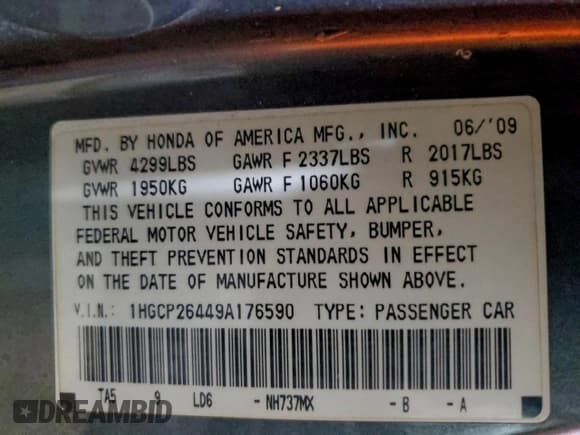 MFD. BY HONDA OF AMERICA MFG., INC. 06/'09
GVWR 4299LBS GAWR F 2337LBS R 2017LBS
GVWR 1950KG GAWR F 1060KG R 915KG
THIS VEHICLE CONFORMS TO ALL APPLICABLE
FEDERAL MOTOR VEHICLE SAFETY, BUMPER,
AND THEFT PREVENTION STANDARDS IN EFFECT
ON THE DATE OF MANUFACTURE SHOWN ABOVE.
V.I.N.: 1HGCP26449A176590 TYPE: PASSENGER CAR
TA5 9 LD6 - NH737MX - B - A
DREAMBID